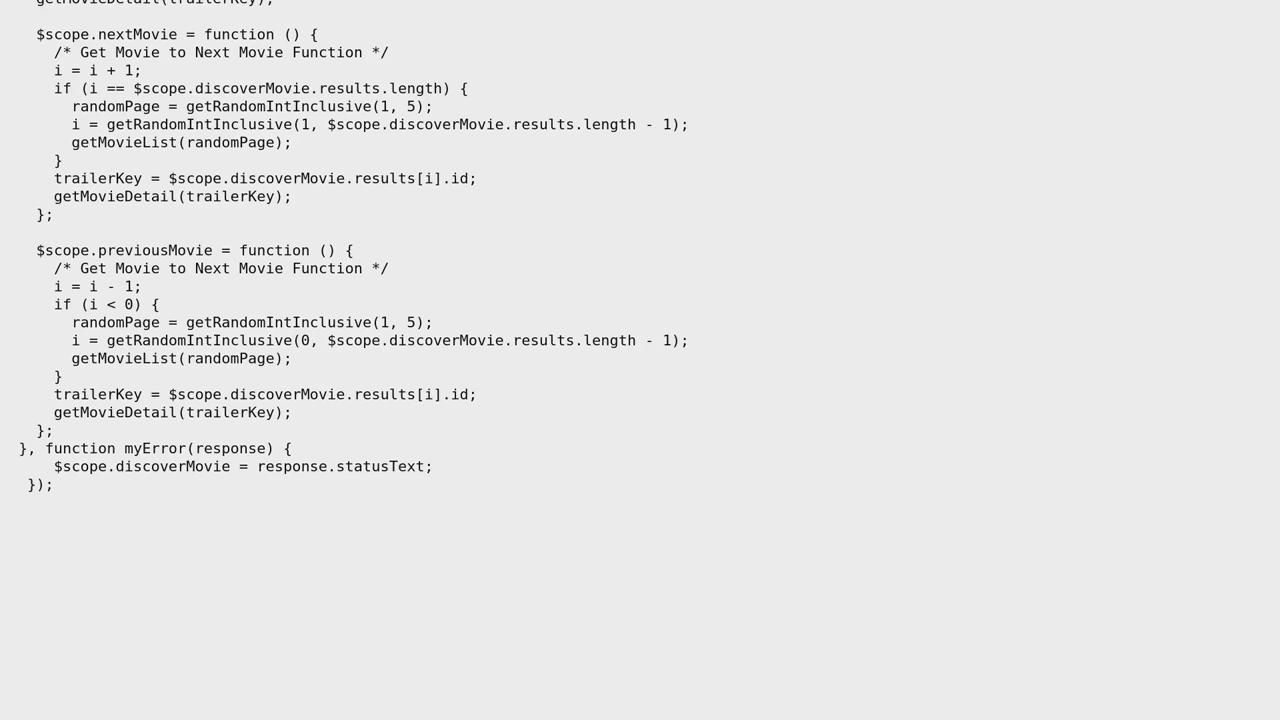 getMovieDetail(trailerKey);
$scope.nextMovie = function () {
/* Get Movie to Next Movie Function */
i = i + 1;
if (i == $scope.discoverMovie.results.length) {
randomPage = getRandomIntInclusive(1, 5);
i = getRandomIntInclusive(1, $scope.discoverMovie.results.length - 1);
getMovieList(randomPage);
}
trailerKey = $scope.discoverMovie.results[i].id;
getMovieDetail(trailerKey);
};
$scope.previousMovie = function () {
/* Get Movie to Next Movie Function */
i = i - 1;
if (i < 0) {
randomPage = getRandomIntInclusive(1, 5);
i = getRandomIntInclusive(0, $scope.discoverMovie.results.length - 1);
getMovieList(randomPage);
}
trailerKey = $scope.discoverMovie.results[i].id;
getMovieDetail(trailerKey);
};
}, function myError(response) {
$scope.discoverMovie = response.statusText;
});